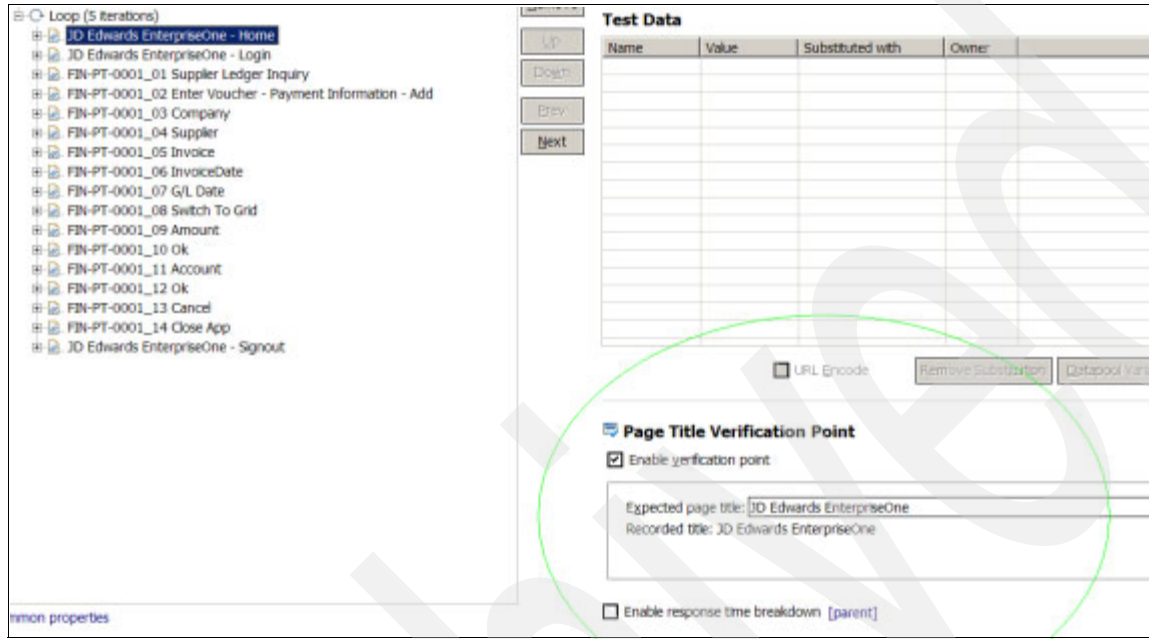 Loop (5 iterations)
JD Edwards EnterpriseOne - Home
JD Edwards EnterpriseOne - Login
FIN-PT-0001_01 Supplier Ledger Inquiry
FIN-PT-0001_02 Enter Voucher - Payment Information - Add
FIN-PT-0001_03 Company
FIN-PT-0001_04 Supplier
FIN-PT-0001_05 Invoice
FIN-PT-0001_06 InvoiceDate
FIN-PT-0001_07 G/L Date
FIN-PT-0001_08 Switch To Grid
FIN-PT-0001_09 Amount
FIN-PT-0001_10 Ok
FIN-PT-0001_11 Account
FIN-PT-0001_12 Ok
FIN-PT-0001_13 Cancel
FIN-PT-0001_14 Close App
JD Edwards EnterpriseOne - Signout
mmon properties
Up
Down
Prev
Next
Test Data
Name Value Substituted with Owner
URL Encode Remove Substitution Datapool Vari
Page Title Verification Point
Enable verification point
Expected page title: JD Edwards EnterpriseOne
Recorded title: JD Edwards EnterpriseOne
Enable response time breakdown [parent]